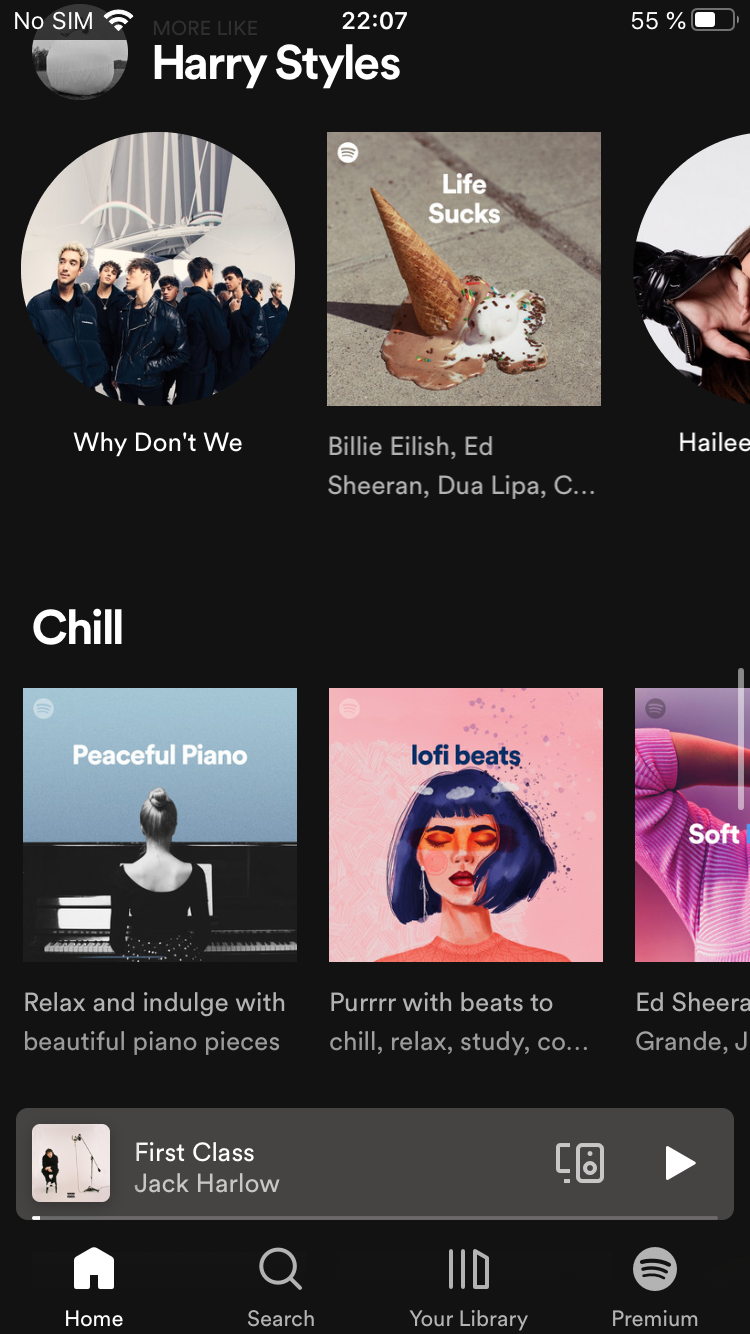 No SIM 22:07 55 %
MORE LIKE
Harry Styles
Life
Sucks
Why Don't We
Billie Eilish, Ed
Sheeran, Dua Lipa, C...
Hailee
Chill
Peaceful Piano
lofi beats
Soft
Relax and indulge with
beautiful piano pieces
Purrrr with beats to
chill, relax, study, co...
Ed Sheera
Grande, J
First Class
Jack Harlow
Home
Search
Your Library
Premium